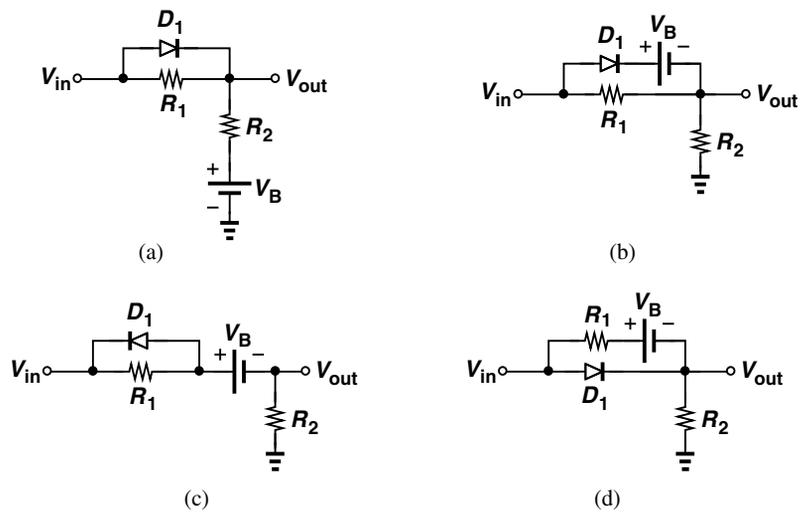 D1
Vin
R1
Vout
R2
+
VB
−
(a)
VB
D1
+ −
Vin
R1
Vout
R2
(b)
D1
VB
+ −
Vin
R1
Vout
R2
(c)
VB
R1
+ −
Vin
D1
Vout
R2
(d)